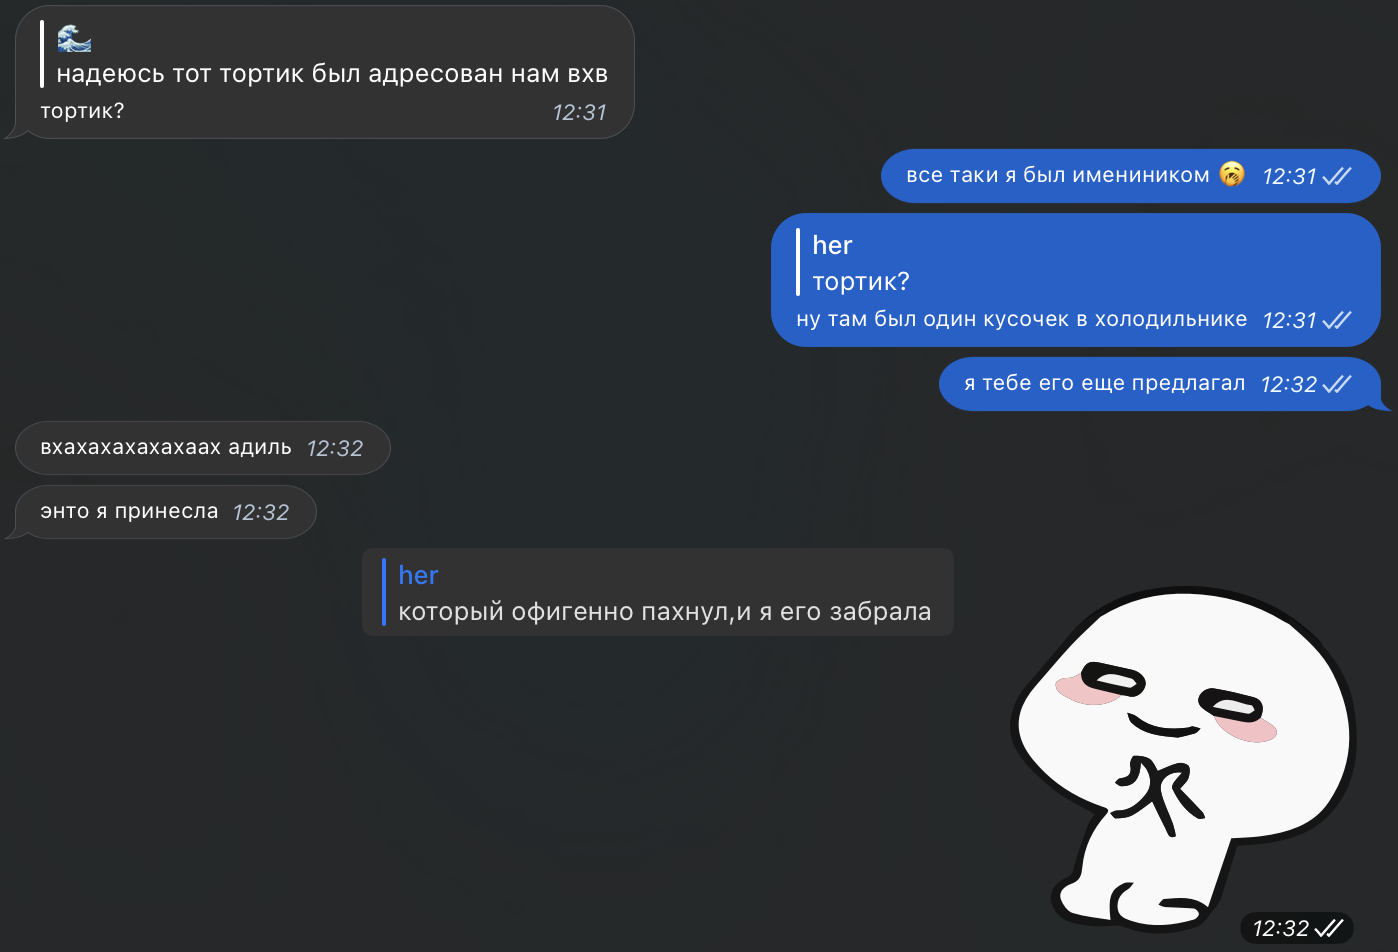 🌊
надеюсь тот тортик был адресован нам вхв
тортик? 12:31
все таки я был имениником 🥱 12:31
her
тортик?
ну там был один кусочек в холодильнике 12:31
я тебе его еще предлагал 12:32
вхахахахахахаах адиль 12:32
энто я принесла 12:32
her
который офигенно пахнул,и я его забрала
12:32